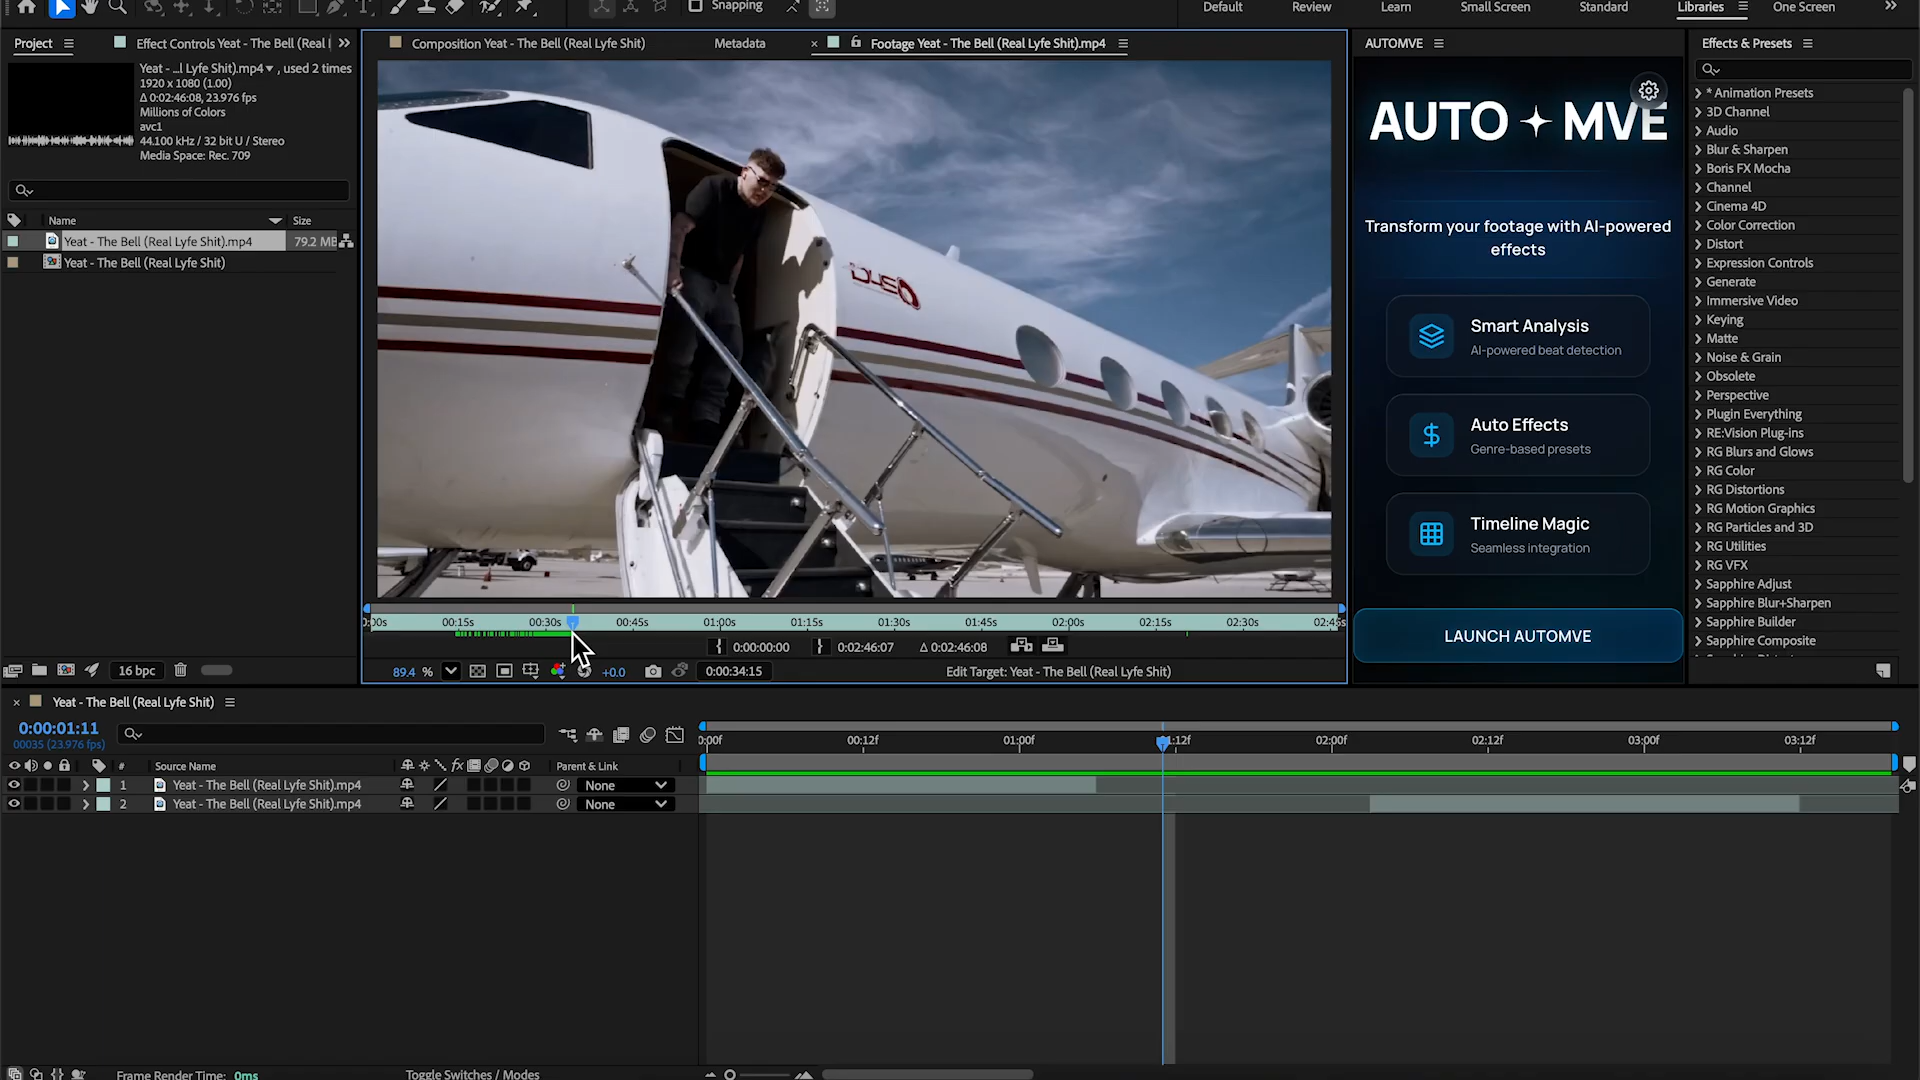 Snapping
Default
Review
Learn
Small Screen
Standard
Libraries
One Screen
Project
Effect Controls Yeat - The Bell (Real l
Composition Yeat - The Bell (Real Lyfe Shit)
Metadata
Footage Yeat - The Bell (Real Lyfe Shit).mp4
AUTOMVE
Effects & Presets
Yeat - ...l Lyfe Shit).mp4 , used 2 times
1920 x 1080 (1.00)
Δ 0:02:46:08, 23.976 fps
Millions of Colors
avc1
44.100 kHz / 32 bit U / Stereo
Media Space: Rec. 709
Name
Size
Yeat - The Bell (Real Lyfe Shit).mp4
79.2 MB
Yeat - The Bell (Real Lyfe Shit)
16 bpc
:00s
00:15s
00:30s
00:45s
01:00s
01:15s
01:30s
01:45s
02:00s
02:15s
02:30s
02:45s
0:00:00:00
0:02:46:07
Δ 0:02:46:08
89.4 %
+0.0
0:00:34:15
Edit Target: Yeat - The Bell (Real Lyfe Shit)
AUTO MVE
Transform your footage with AI-powered
effects
Smart Analysis
AI-powered beat detection
Auto Effects
Genre-based presets
Timeline Magic
Seamless integration
LAUNCH AUTOMVE
* Animation Presets
3D Channel
Audio
Blur & Sharpen
Boris FX Mocha
Channel
Cinema 4D
Color Correction
Distort
Expression Controls
Generate
Immersive Video
Keying
Matte
Noise & Grain
Obsolete
Perspective
Plugin Everything
RE:Vision Plug-ins
RG Blurs and Glows
RG Color
RG Distortions
RG Motion Graphics
RG Particles and 3D
RG Utilities
RG VFX
Sapphire Adjust
Sapphire Blur+Sharpen
Sapphire Builder
Sapphire Composite
Yeat - The Bell (Real Lyfe Shit)
0:00:01:11
00035 (23.976 fps)
0:00f
00:12f
01:00f
01:12f
02:00f
02:12f
03:00f
03:12f
#
Source Name
Parent & Link
1
Yeat - The Bell (Real Lyfe Shit).mp4
None
2
Yeat - The Bell (Real Lyfe Shit).mp4
None
Frame Render Time: 0ms
Toggle Switches / Modes